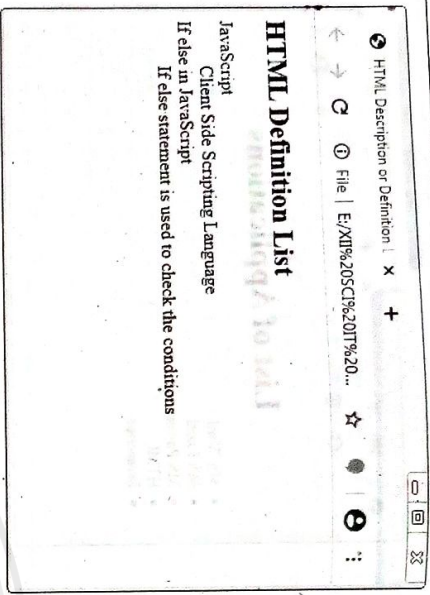 HTML Description or Definition L
File | E:/XII%20SCI%20IT%20...
HTML Definition List
JavaScript
Client Side Scripting Language
If else in JavaScript
If else statement is used to check the conditions